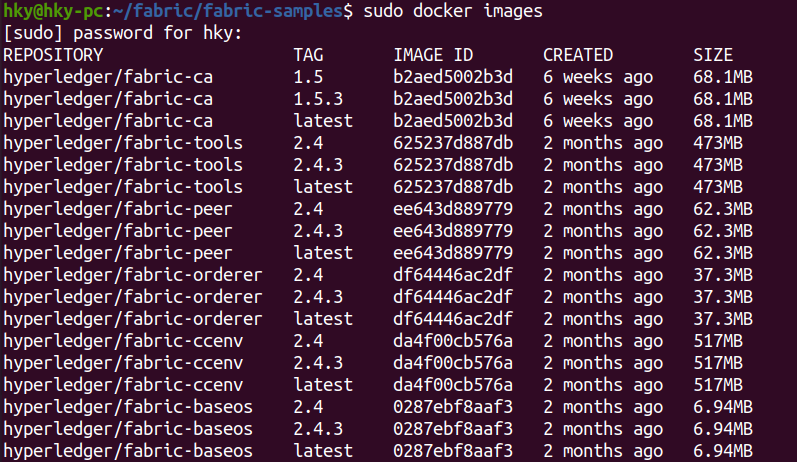 hky@hky-pc:~/fabric/fabric-samples$ sudo docker images
[sudo] password for hky:
REPOSITORY TAG IMAGE ID CREATED SIZE
hyperledger/fabric-ca 1.5 b2aed5002b3d 6 weeks ago 68.1MB
hyperledger/fabric-ca 1.5.3 b2aed5002b3d 6 weeks ago 68.1MB
hyperledger/fabric-ca latest b2aed5002b3d 6 weeks ago 68.1MB
hyperledger/fabric-tools 2.4 625237d887db 2 months ago 473MB
hyperledger/fabric-tools 2.4.3 625237d887db 2 months ago 473MB
hyperledger/fabric-tools latest 625237d887db 2 months ago 473MB
hyperledger/fabric-peer 2.4 ee643d889779 2 months ago 62.3MB
hyperledger/fabric-peer 2.4.3 ee643d889779 2 months ago 62.3MB
hyperledger/fabric-peer latest ee643d889779 2 months ago 62.3MB
hyperledger/fabric-orderer 2.4 df64446ac2df 2 months ago 37.3MB
hyperledger/fabric-orderer 2.4.3 df64446ac2df 2 months ago 37.3MB
hyperledger/fabric-orderer latest df64446ac2df 2 months ago 37.3MB
hyperledger/fabric-ccenv 2.4 da4f00cb576a 2 months ago 517MB
hyperledger/fabric-ccenv 2.4.3 da4f00cb576a 2 months ago 517MB
hyperledger/fabric-ccenv latest da4f00cb576a 2 months ago 517MB
hyperledger/fabric-baseos 2.4 0287ebf8aaf3 2 months ago 6.94MB
hyperledger/fabric-baseos 2.4.3 0287ebf8aaf3 2 months ago 6.94MB
hyperledger/fabric-baseos latest 0287ebf8aaf3 2 months ago 6.94MB